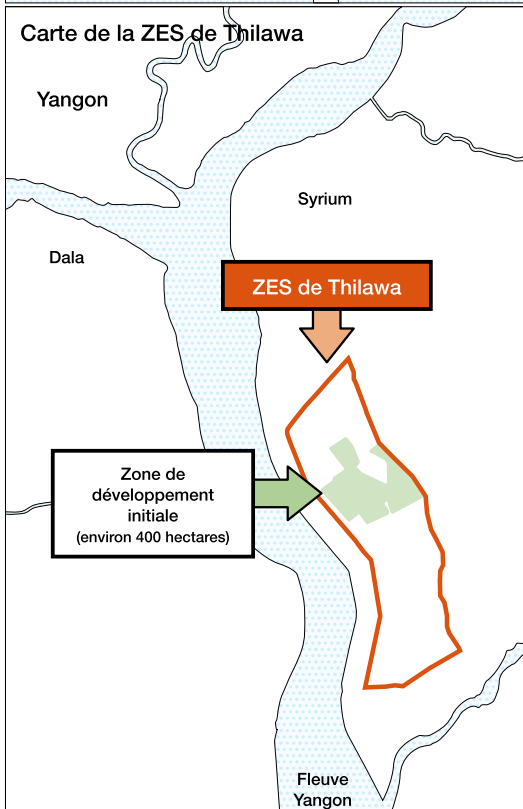 Carte de la ZES de Thilawa
Yangon
Syrium
Dala
ZES de Thilawa
Zone de
développement
initiale
(environ 400 hectares)
Fleuve
Yangon